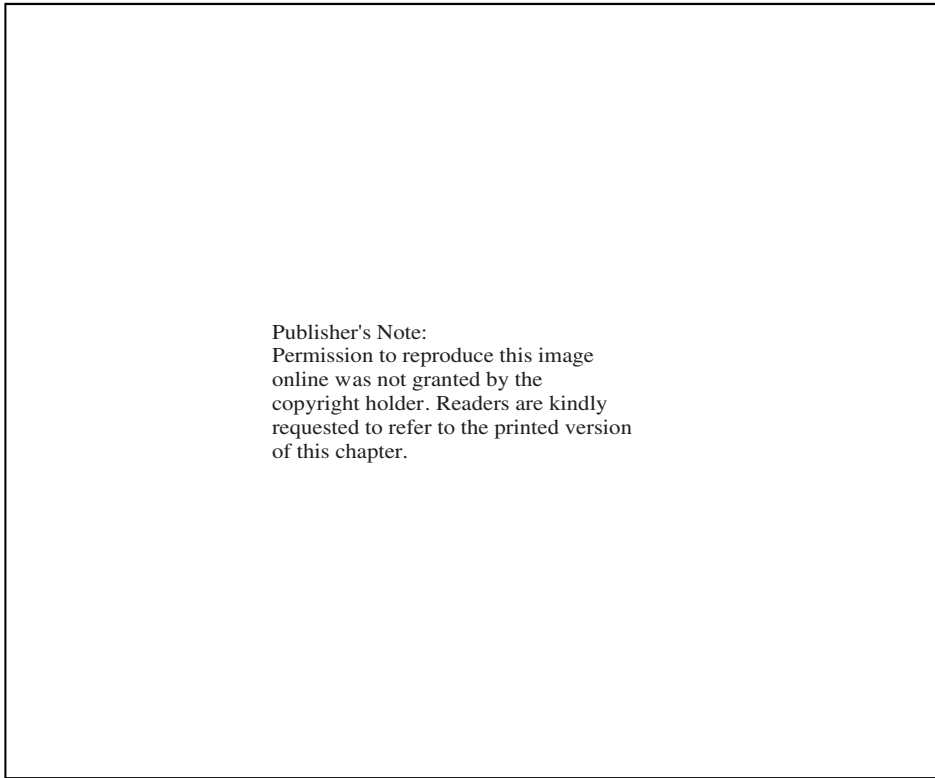 Publisher's Note:
Permission to reproduce this image
online was not granted by the
copyright holder. Readers are kindly
requested to refer to the printed version
of this chapter.